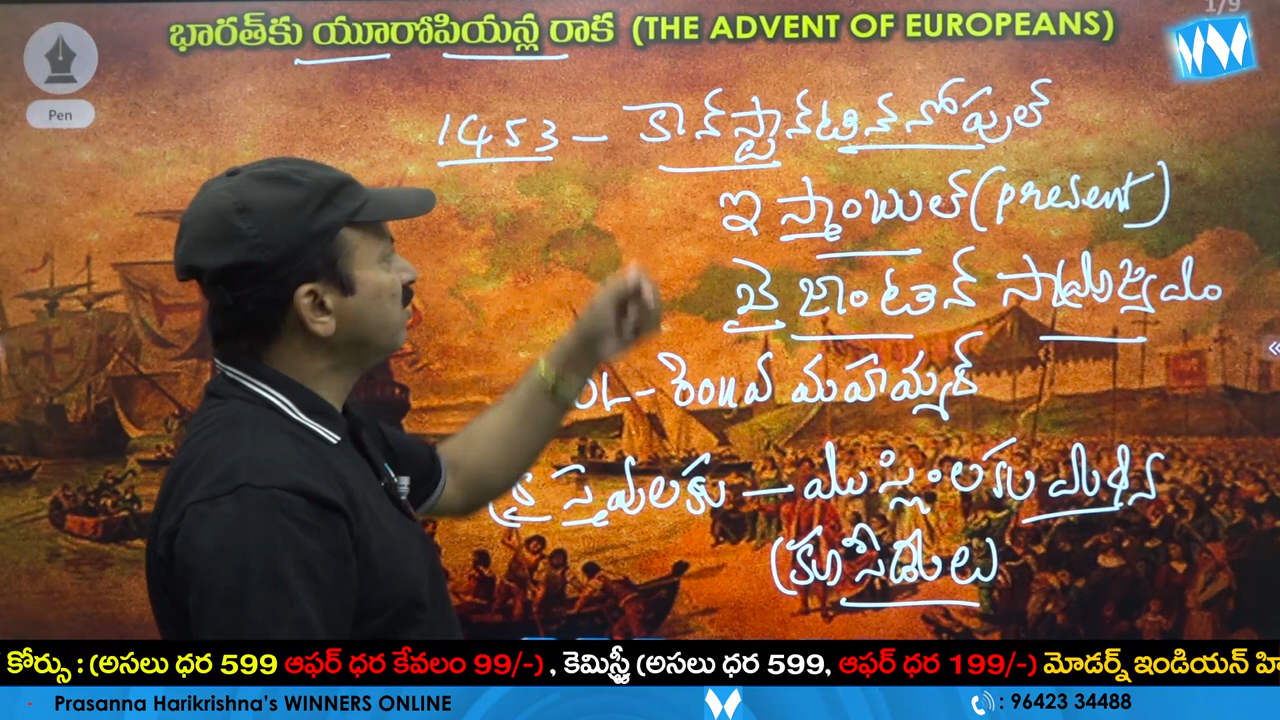 1/9
భారత్‌కు యూరోపియన్ల రాక (THE ADVENT OF EUROPEANS)
Pen
1453 - కాన్‌స్టాన్‌టిన్‌నోపుల్
ఇస్తాంబుల్ (present)
బైజాంటిన్ సామ్రాజ్యం
రెండవ మహమ్మద్
క్రైస్తవులకు - ముస్లింలకు మధ్య
(క్రూసేడులు)
కోర్సు : (అసలు ధర 599 ఆఫర్ ధర కేవలం 99/-) , కెమిస్ట్రీ (అసలు ధర 599, ఆఫర్ ధర 199/-) మోడర్న్ ఇండియన్ హి
Prasanna Harikrishna's WINNERS ONLINE
: 96423 34488